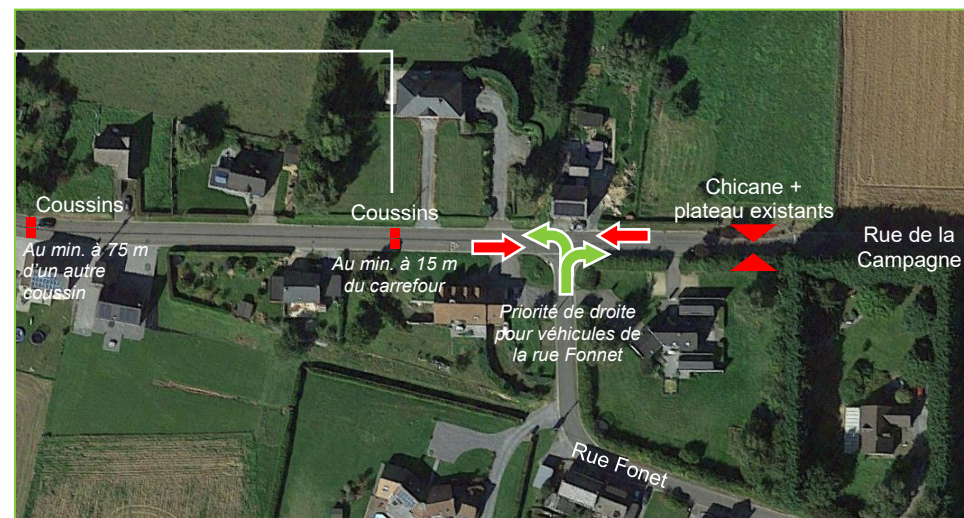 Coussins
Au min. à 75 m
d'un autre
coussin
Coussins
Au min. à 15 m
du carrefour
Priorité de droite
pour véhicules de
la rue Fonnet
Chicane +
plateau existants
Rue de la
Campagne
Rue Fonet